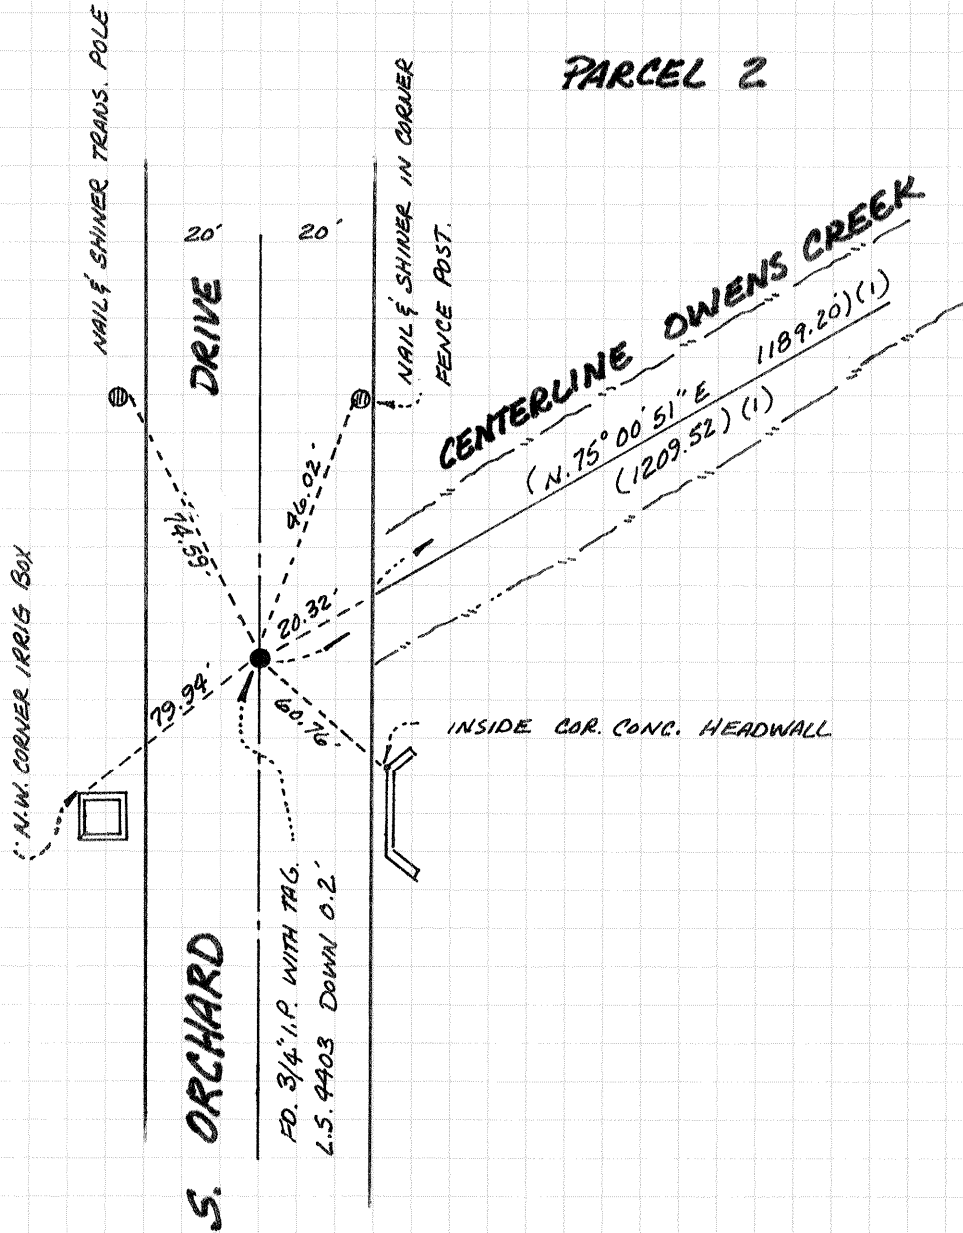 PARCEL 2
NAIL & SHINER TRANS. POLE
20'
20'
NAIL & SHINER IN CORNER
FENCE POST.
S. ORCHARD DRIVE
CENTERLINE OWENS CREEK
(N.75° 00' 51" E 1189.20')(1)
(1209.52)(1)
46.02'
20.32'
79.94'
60.76'
N.W. CORNER IRRIG BOX
INSIDE COR. CONC. HEADWALL
FD. 3/4" I.P. WITH TAG.
L.S. 4403 DOWN 0.2'